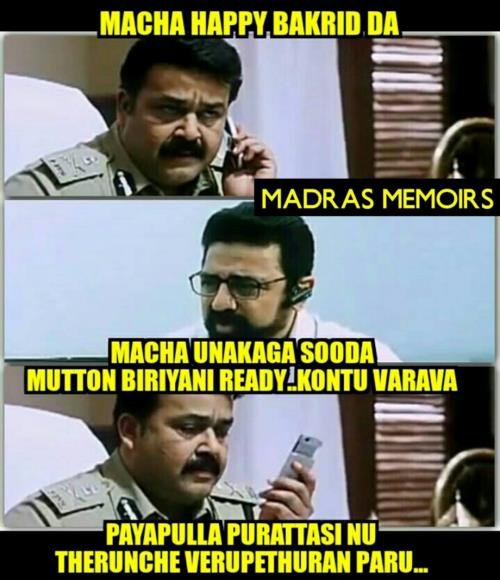 MACHA HAPPY BAKRID DA
MADRAS MEMOIRS
MACHA UNAKAGA SOODA
MUTTON BIRIYANI READY..KONTU VARAVA
PAYAPULLA PURATTASI NU
THERUNCHE VERUPETHURAN PARU...